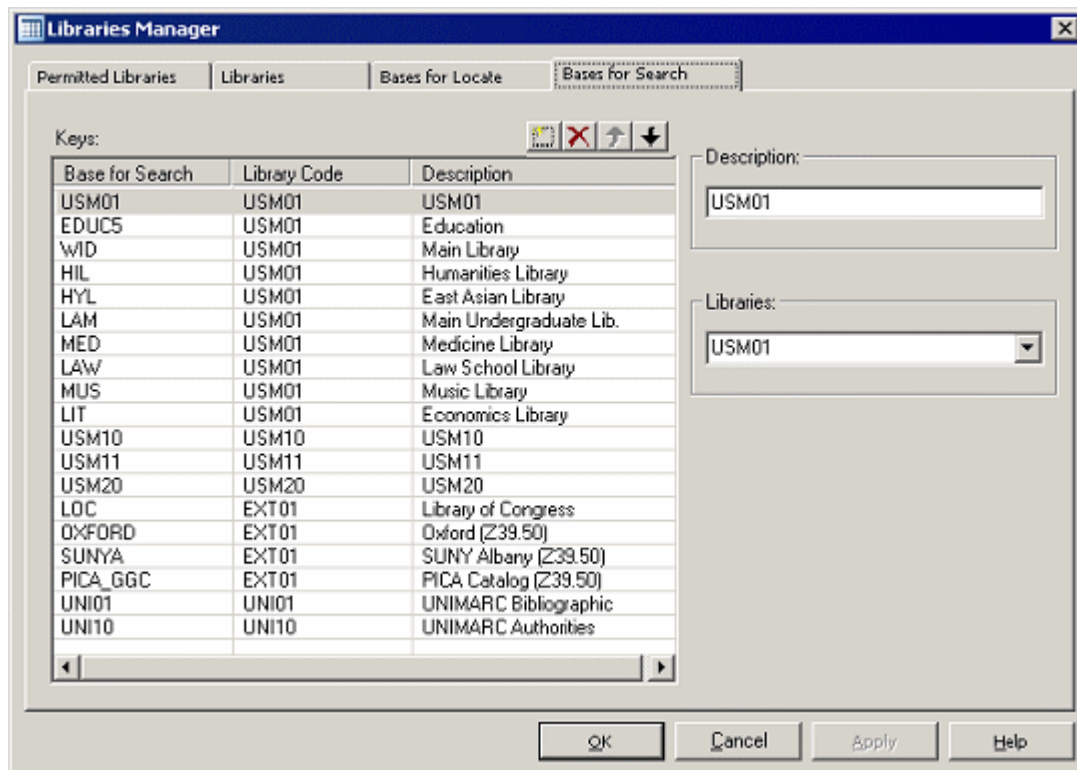 Libraries Manager
Permitted Libraries Libraries Bases for Locate Bases for Search
Keys:
Base for Search Library Code Description
USM01 USM01 USM01
EDUC5 USM01 Education
WID USM01 Main Library
HIL USM01 Humanities Library
HYL USM01 East Asian Library
LAM USM01 Main Undergraduate Lib.
MED USM01 Medicine Library
LAW USM01 Law School Library
MUS USM01 Music Library
LIT USM01 Economics Library
USM10 USM10 USM10
USM11 USM11 USM11
USM20 USM20 USM20
LOC EXT01 Library of Congress
OXFORD EXT01 Oxford (Z39.50)
SUNYA EXT01 SUNY Albany (Z39.50)
PICA_GGC EXT01 PICA Catalog (Z39.50)
UNI01 UNI01 UNIMARC Bibliographic
UNI10 UNI10 UNIMARC Authorities
Description:
USM01
Libraries:
USM01
OK Cancel Apply Help